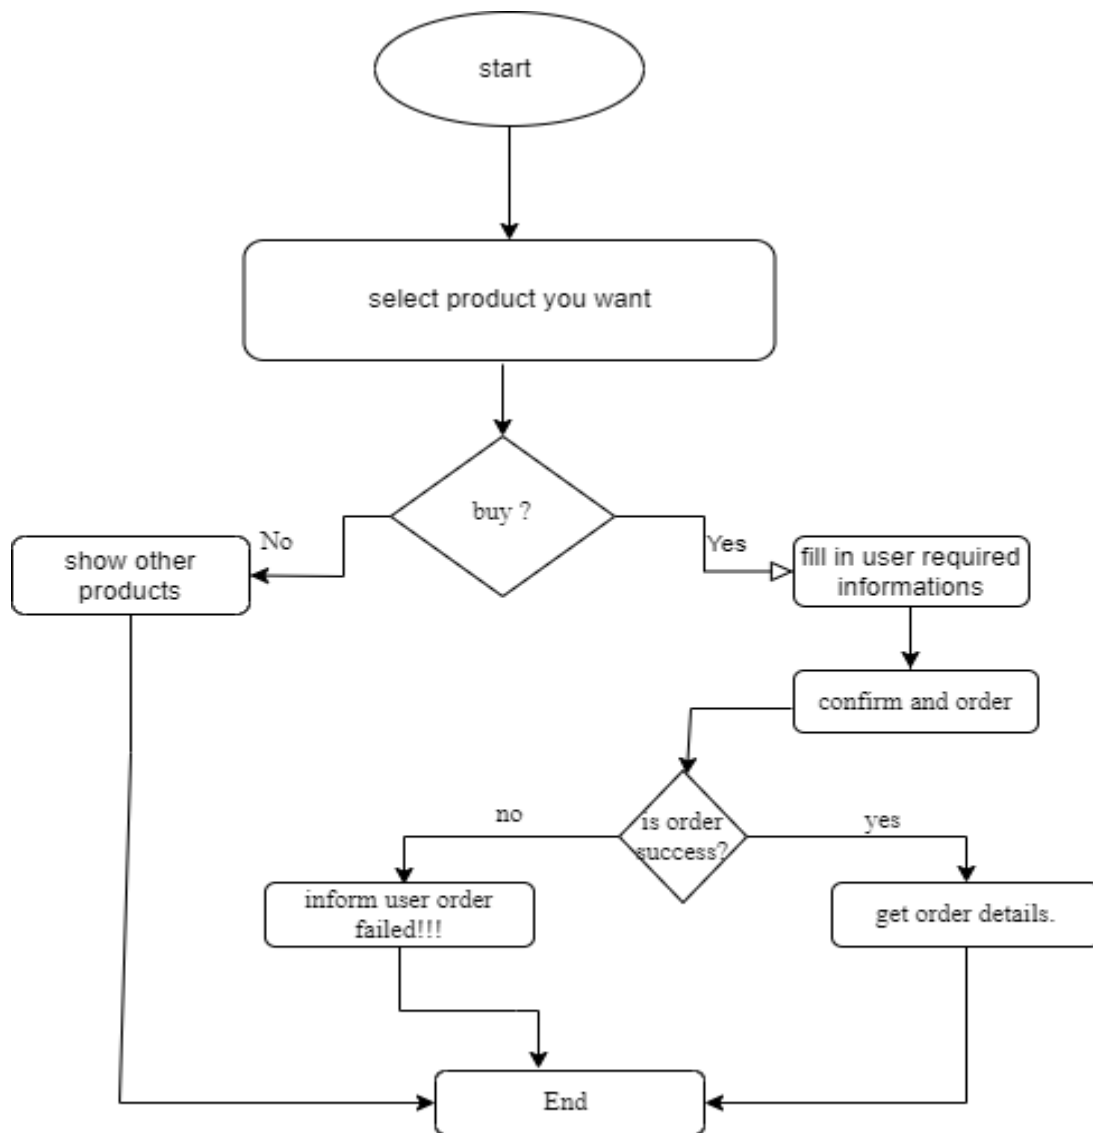 start
select product you want
buy ?
No
Yes
show other
products
fill in user required
informations
confirm and order
is order
success?
no
yes
inform user order
failed!!!
get order details.
End